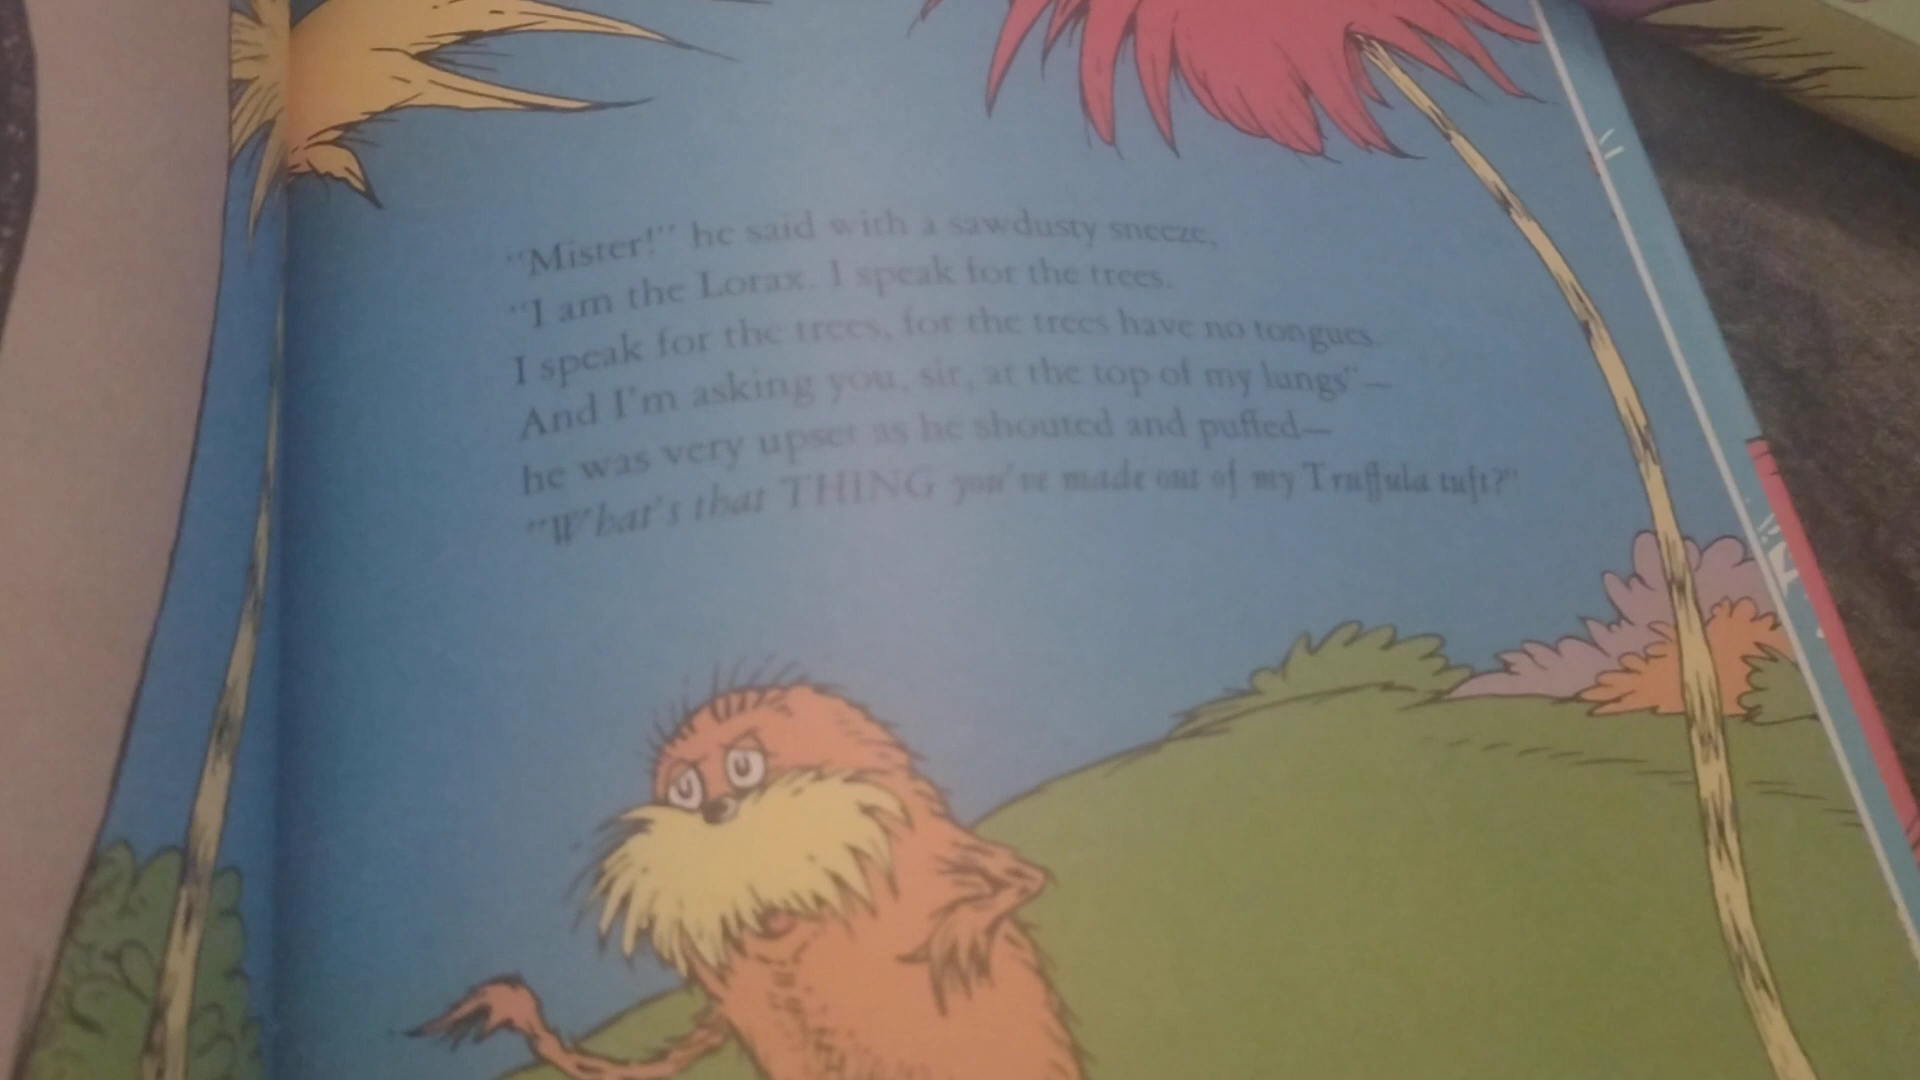 "Mister!" he said with a sawdusty sneeze,
"I am the Lorax. I speak for the trees.
I speak for the trees, for the trees have no tongues.
And I'm asking you, sir, at the top of my lungs"—
he was very upset as he shouted and puffed—
"What's that THING you've made out of my Truffula tuft?"